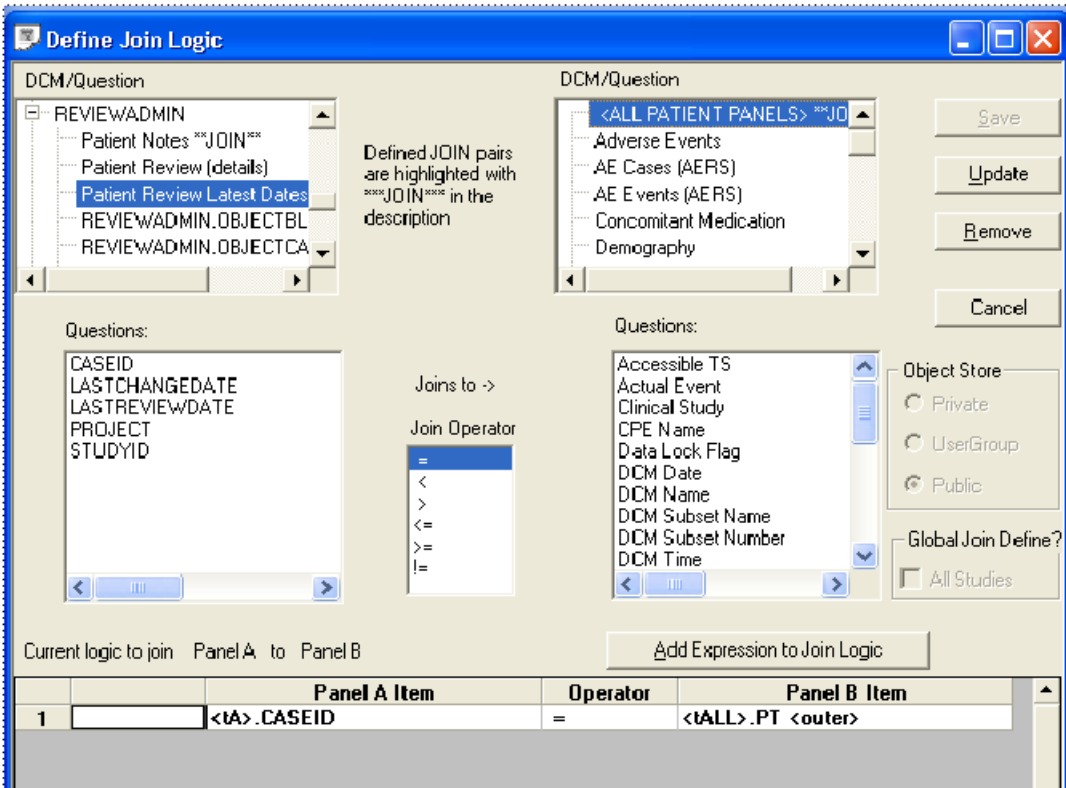 Define Join Logic
DCM/Question
REVIEWADMIN
Patient Notes **JOIN**
Patient Review (details)
Patient Review Latest Dates
REVIEWADMIN.OBJECTBL
REVIEWADMIN.OBJECTCA
Defined JOIN pairs
are highlighted with
***JOIN*** in the
description
DCM/Question
<ALL PATIENT PANELS> **JO
Adverse Events
AE Cases (AERS)
AE Events (AERS)
Concomitant Medication
Demography
Save
Update
Remove
Cancel
Questions:
CASEID
LASTCHANGEDATE
LASTREVIEWDATE
PROJECT
STUDYID
Joins to ->
Join Operator
=
<
>
<=
>=
!=
Questions:
Accessible TS
Actual Event
Clinical Study
CPE Name
Data Lock Flag
DCM Date
DCM Name
DCM Subset Name
DCM Subset Number
DCM Time
Object Store
Private
UserGroup
Public
Global Join Define?
All Studies
Current logic to join Panel A to Panel B
Add Expression to Join Logic
Panel A Item Operator Panel B Item
1 <tA>.CASEID = <tALL>.PT <outer>